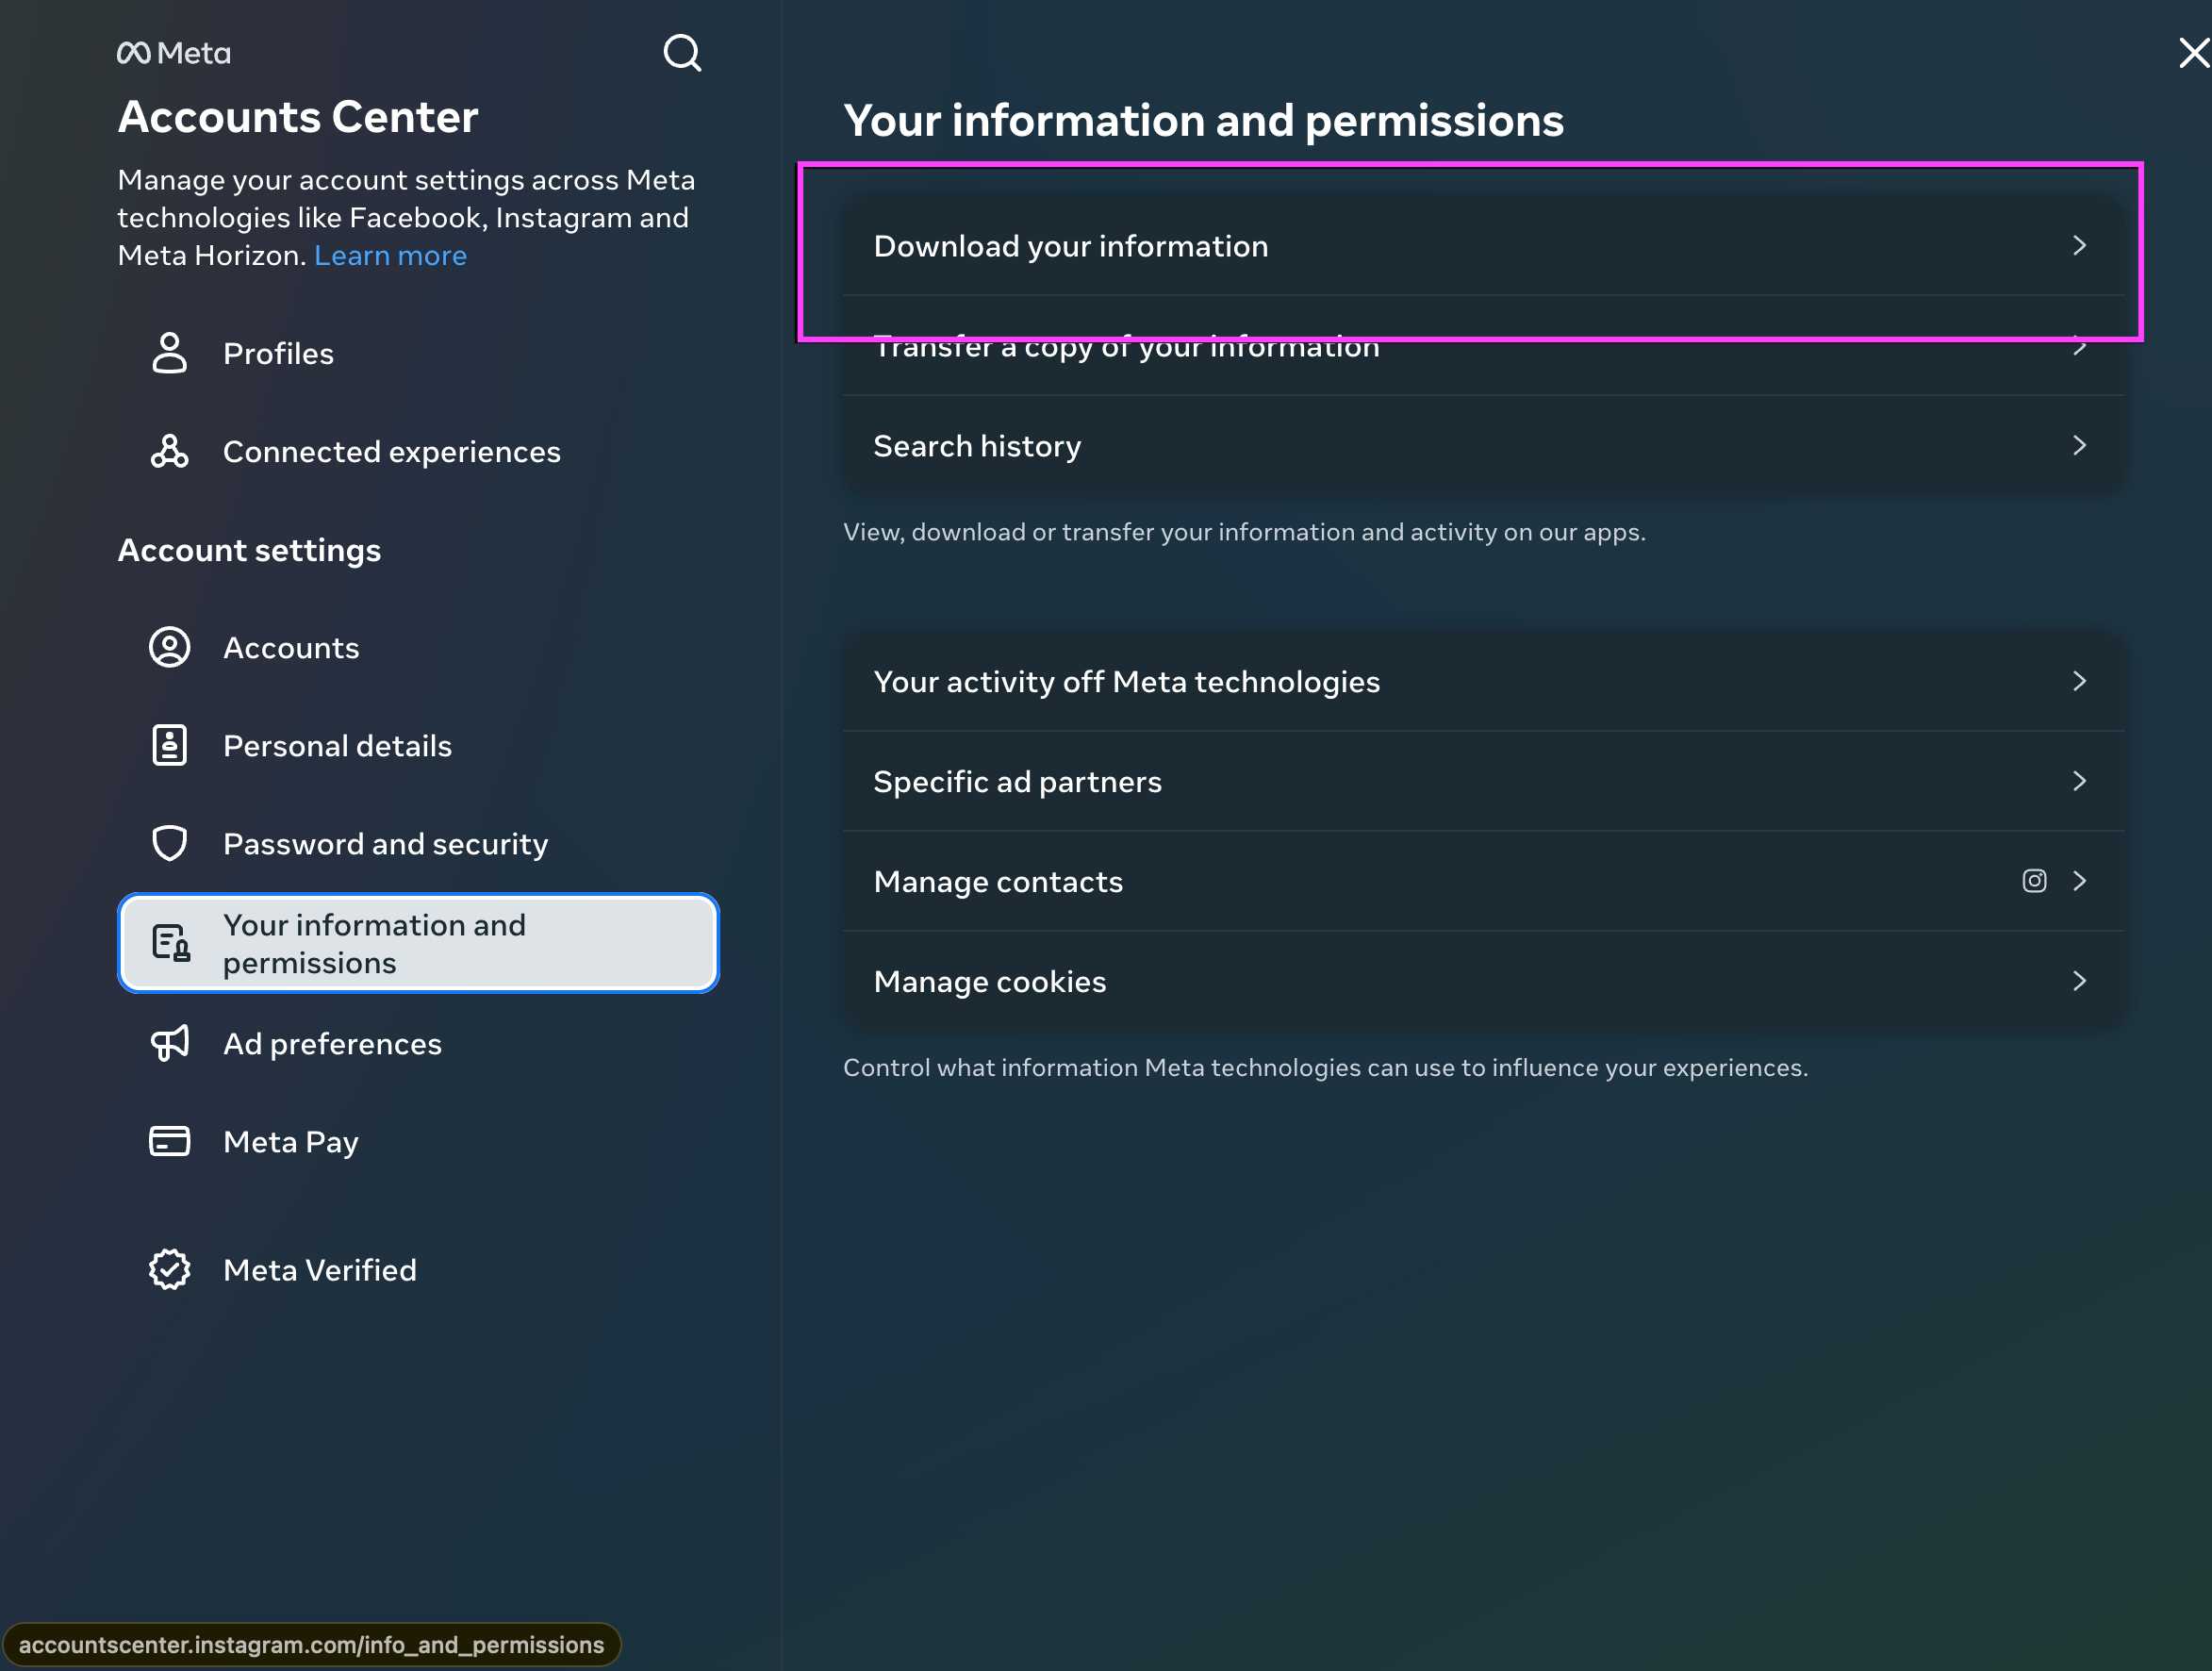 Meta
Accounts Center
Manage your account settings across Meta
technologies like Facebook, Instagram and
Meta Horizon. Learn more
Profiles
Connected experiences
Account settings
Accounts
Personal details
Password and security
Your information and
permissions
Ad preferences
Meta Pay
Meta Verified
Your information and permissions
Download your information
Transfer a copy of your information
Search history
View, download or transfer your information and activity on our apps.
Your activity off Meta technologies
Specific ad partners
Manage contacts
Manage cookies
Control what information Meta technologies can use to influence your experiences.
accountscenter.instagram.com/info_and_permissions